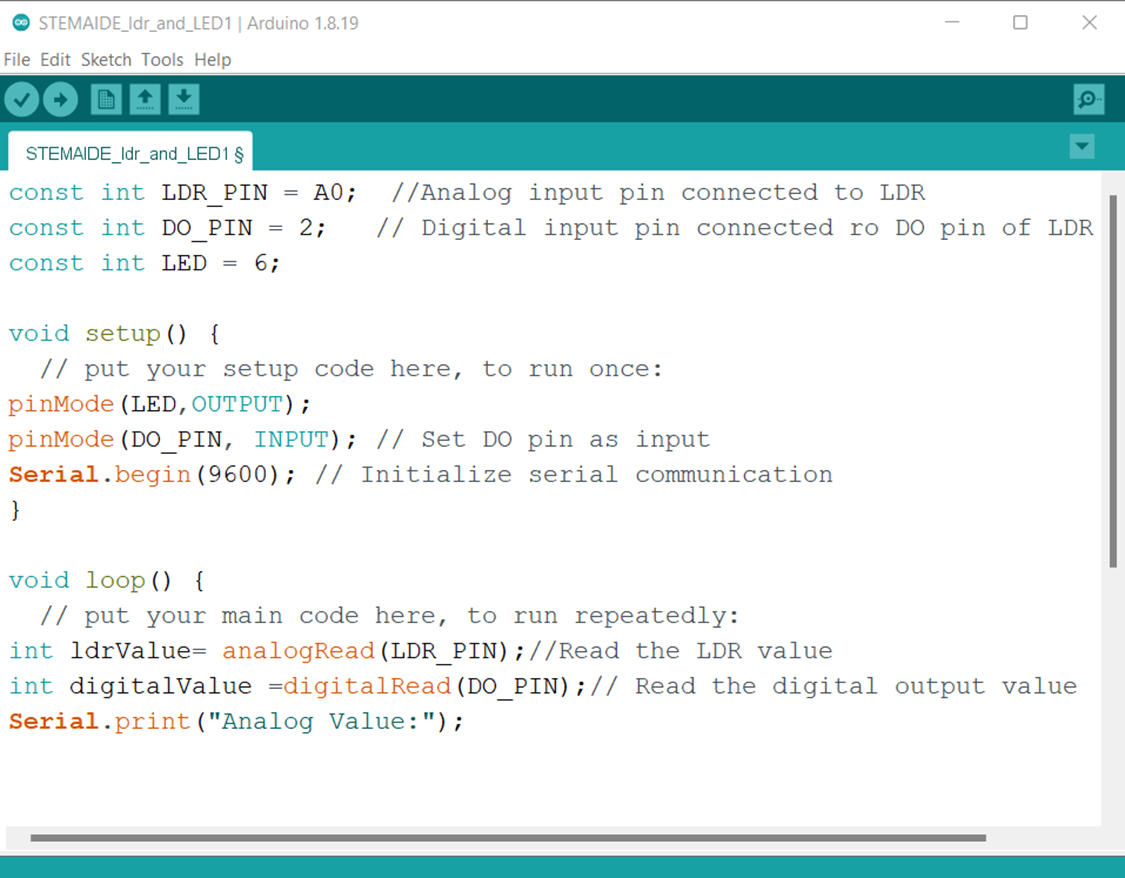 STEMAIDE_ldr_and_LED1 | Arduino 1.8.19
File Edit Sketch Tools Help
STEMAIDE_ldr_and_LED1 §
const int LDR_PIN = A0;  //Analog input pin connected to LDR
const int DO_PIN = 2;   // Digital input pin connected ro DO pin of LDR
const int LED = 6;

void setup() {
  // put your setup code here, to run once:
pinMode(LED,OUTPUT);
pinMode(DO_PIN, INPUT); // Set DO pin as input
Serial.begin(9600); // Initialize serial communication
}

void loop() {
  // put your main code here, to run repeatedly:
int ldrValue= analogRead(LDR_PIN);//Read the LDR value
int digitalValue =digitalRead(DO_PIN);// Read the digital output value
Serial.print("Analog Value:");